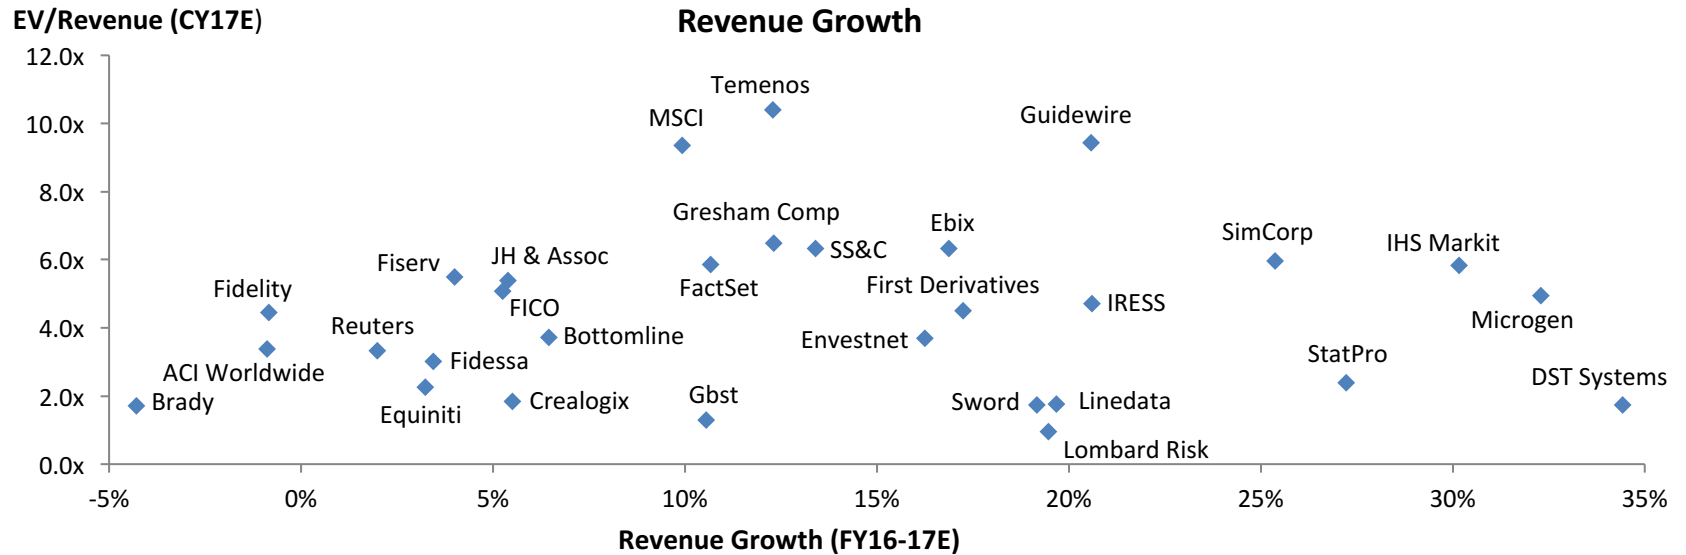 EV/Revenue (CY17E)
Revenue Growth
12.0x
Temenos
MSCI
Guidewire
10.0x
8.0x
Gresham Comp
Ebix
SS&C
SimCorp
IHS Markit
6.0x
Fiserv
JH & Assoc
FactSet
First Derivatives
Fidelity
FICO
IRESS
Microgen
4.0x
Reuters
Bottomline
Envestnet
StatPro
ACI Worldwide
Fidessa
DST Systems
2.0x
Brady
Equiniti
Crealogix
Gbst
Sword
Linedata
Lombard Risk
0.0x
-5%
0%
5%
10%
15%
20%
25%
30%
35%
Revenue Growth (FY16-17E)